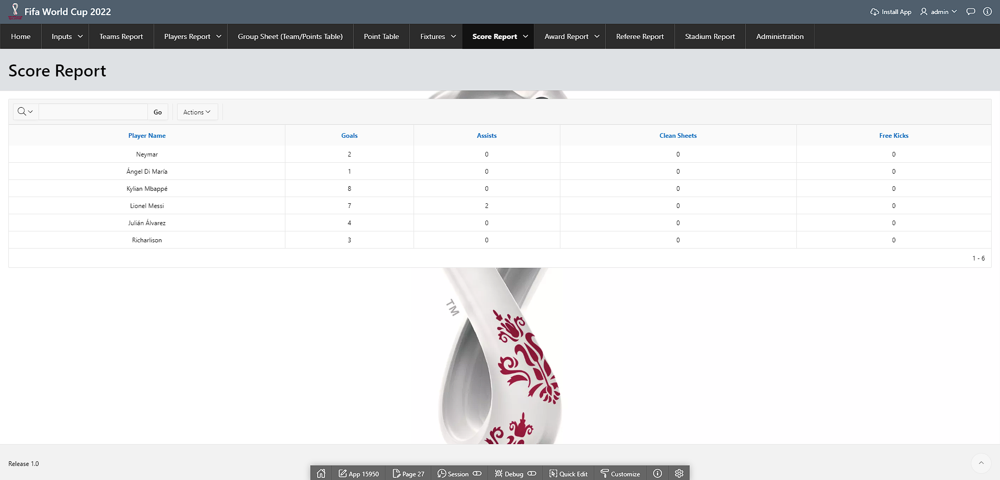 Fifa World Cup 2022
Install App admin
Home Inputs Teams Report Players Report Group Sheet (Team/Points Table) Point Table Fixtures Score Report Award Report Referee Report Stadium Report Administration
Score Report
Go Actions
Player Name Goals Assists Clean Sheets Free Kicks
Neymar 2 0 0 0
Ángel Di María 1 0 0 0
Kylian Mbappé 8 0 0 0
Lionel Messi 7 2 0 0
Julián Álvarez 4 0 0 0
Richarlison 3 0 0 0
1 - 6
TM
Release 1.0
App 15950 Page 27 Session Debug Quick Edit Customize